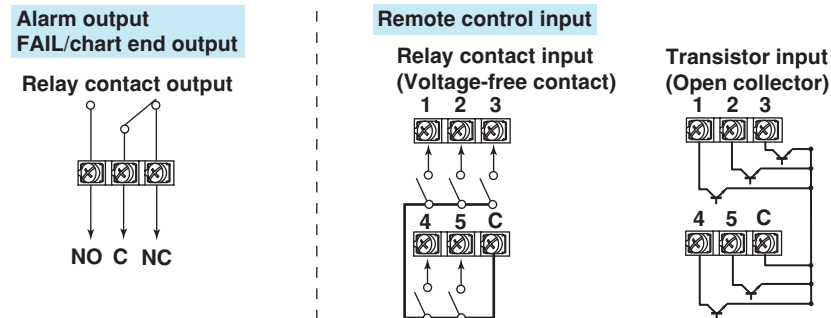 Alarm output
FAIL/chart end output
Relay contact output
NO C NC
Remote control input
Relay contact input
(Voltage-free contact)
1 2 3
4 5 C
Transistor input
(Open collector)
1 2 3
4 5 C